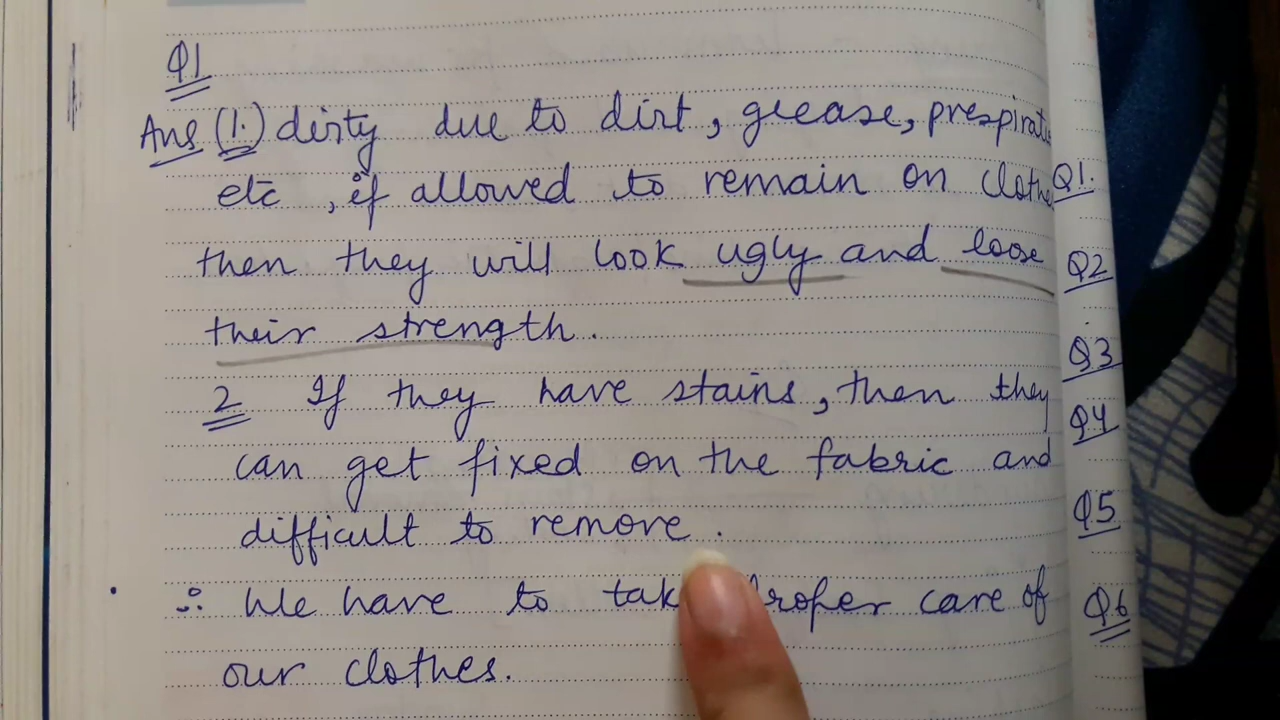 Q1
Ans (1.) dirty due to dirt, grease, prespirati
etc , if allowed to remain on clothe
then they will look ugly and loose
their strength.
2 If they have stains, then they
can get fixed on the fabric and
difficult to remove.
∴ We have to tak roper care of
our clothes.
Q1.
Q2
Q3
Q4
Q5
Q6